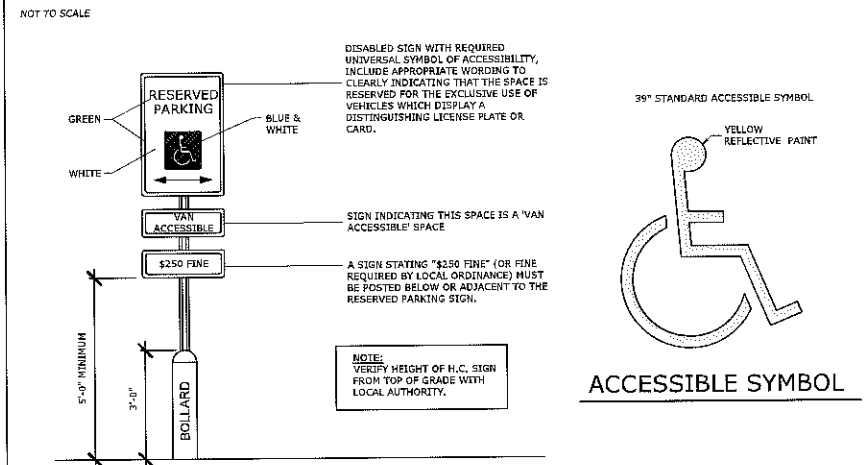 NOT TO SCALE
DISABLED SIGN WITH REQUIRED
UNIVERSAL SYMBOL OF ACCESSIBILITY,
INCLUDE APPROPRIATE WORDING TO
CLEARLY INDICATING THAT THE SPACE IS
RESERVED FOR THE EXCLUSIVE USE OF
VEHICLES WHICH DISPLAY A
DISTINGUISHING LICENSE PLATE OR
CARD.
RESERVED
PARKING
GREEN
BLUE &
WHITE
WHITE
VAN
ACCESSIBLE
SIGN INDICATING THIS SPACE IS A 'VAN
ACCESSIBLE' SPACE
$250 FINE
A SIGN STATING "$250 FINE" (OR FINE
REQUIRED BY LOCAL ORDINANCE) MUST
BE POSTED BELOW OR ADJACENT TO THE
RESERVED PARKING SIGN.
5'-0" MINIMUM
3'-0"
BOLLARD
NOTE:
VERIFY HEIGHT OF H.C. SIGN
FROM TOP OF GRADE WITH
LOCAL AUTHORITY.
39" STANDARD ACCESSIBLE SYMBOL
YELLOW
REFLECTIVE PAINT
ACCESSIBLE SYMBOL